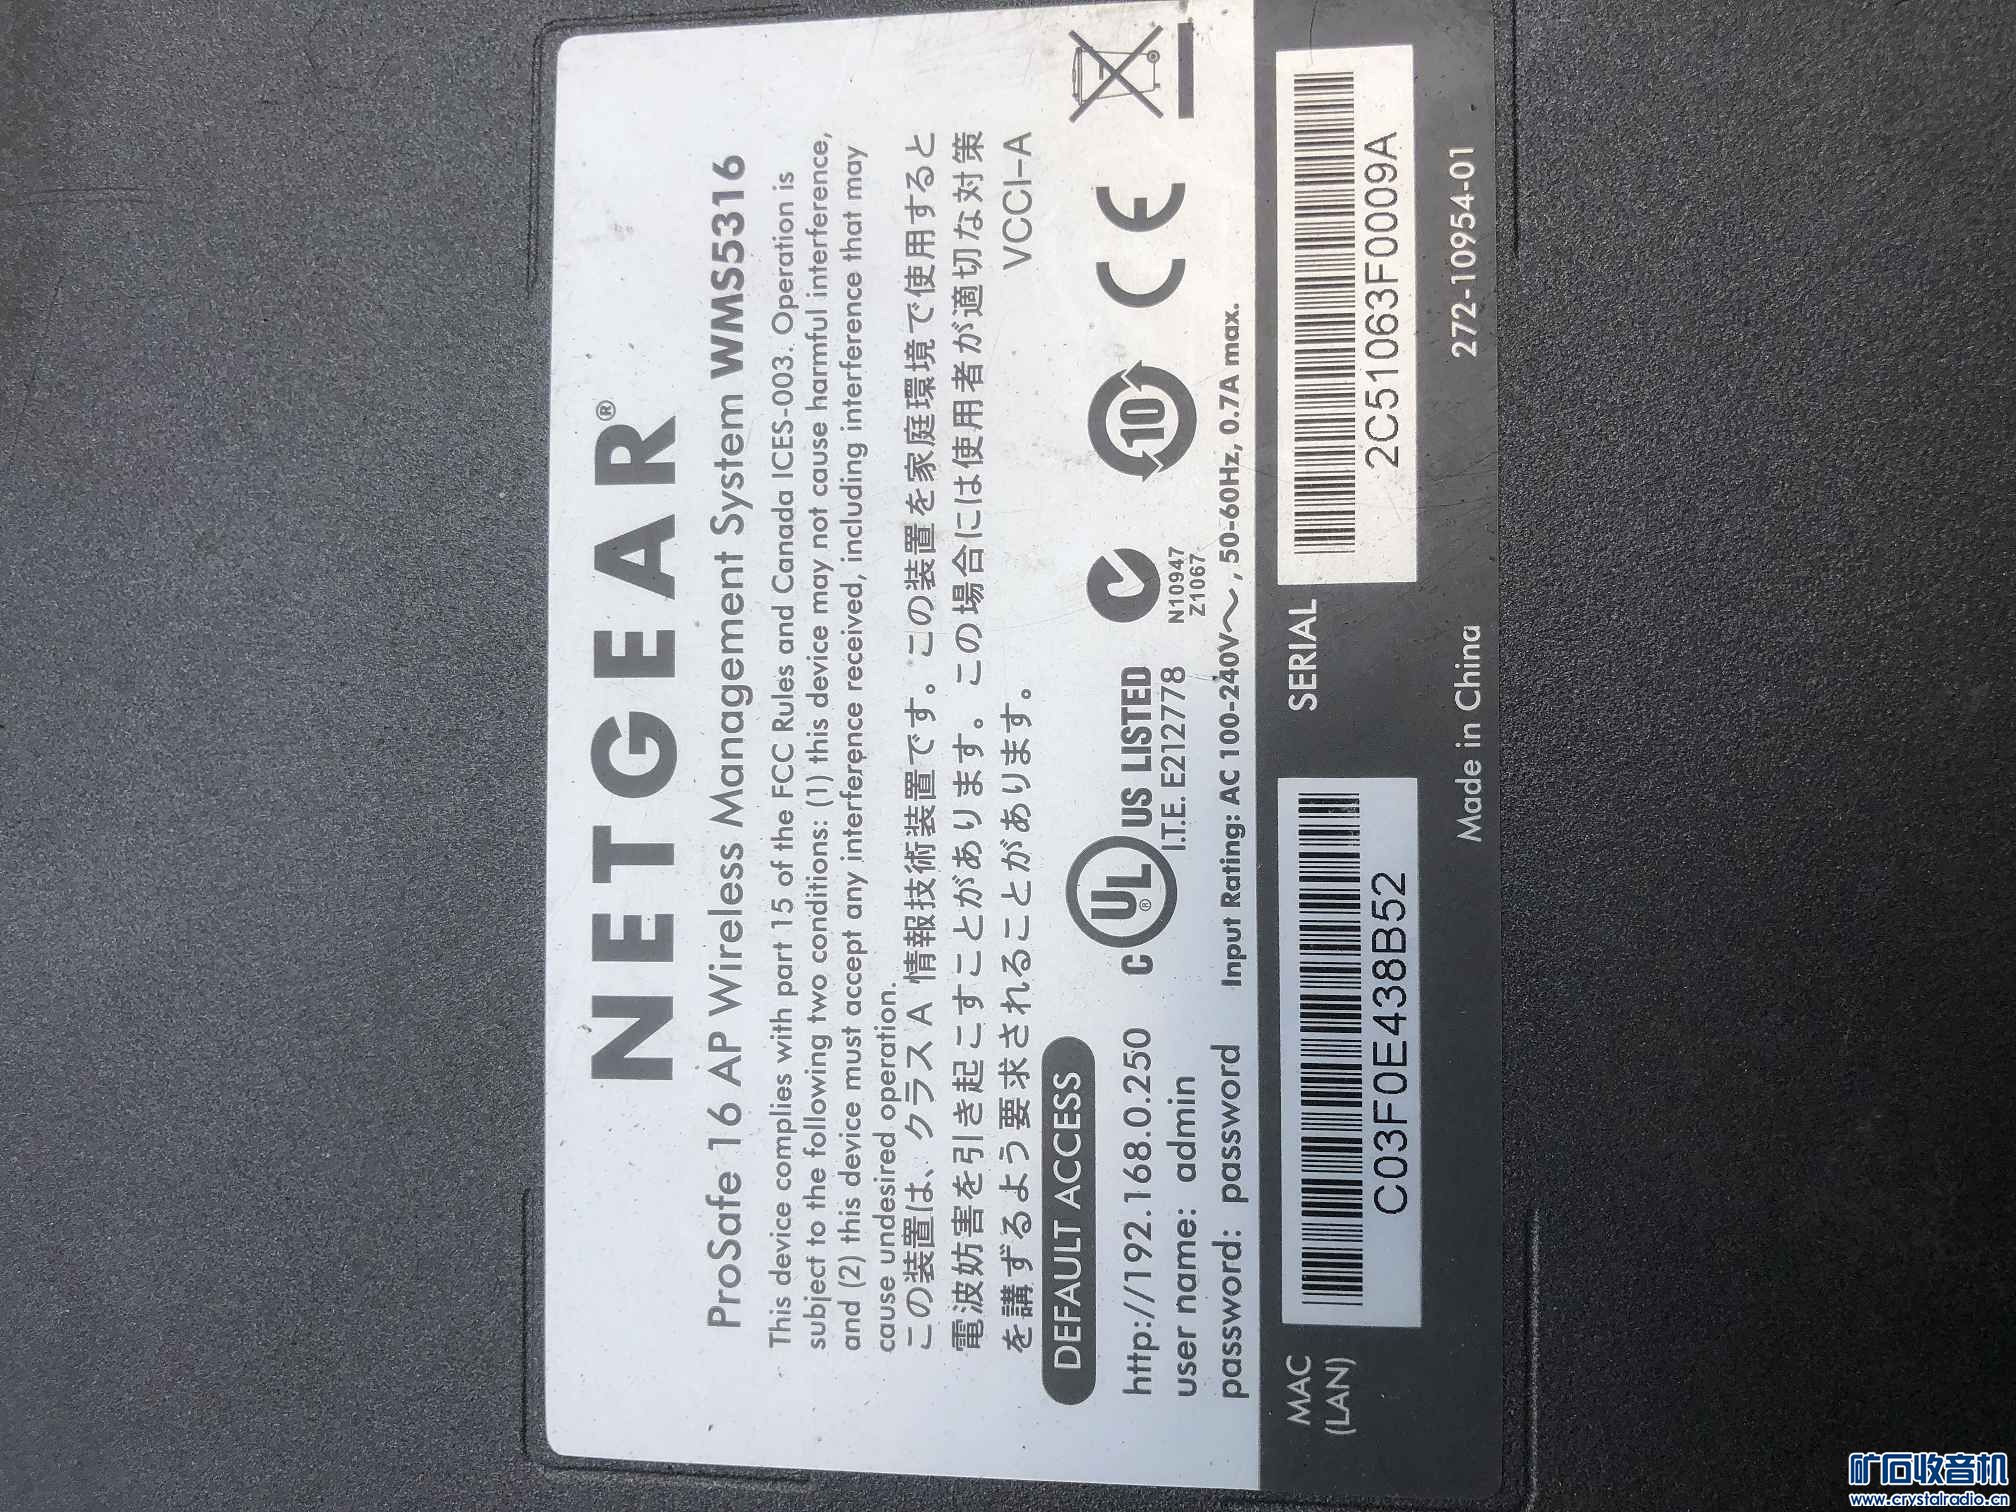 NETGEAR®
ProSafe 16 AP Wireless Management System WMS5316
This device complies with part 15 of the FCC Rules and Canada ICES-003. Operation is
subject to the following two conditions: (1) this device may not cause harmful interference,
and (2) this device must accept any interference received, including interference that may
cause undesired operation.
この装置は、クラスA 情報技術装置です。この装置を家庭環境で使用すると
電波妨害を引き起こすことがあります。この場合には使用者が適切な対策
を講ずるよう要求されることがあります。
VCCI-A
DEFAULT ACCESS
http://192.168.0.250
user name: admin
password: password
C UL® US LISTED
I.T.E. E212778
N10947
Z1067
10
CE
Input Rating: AC 100-240V～, 50-60Hz, 0.7A max.
MAC
(LAN)
C03F0E438B52
SERIAL
2C51063F0009A
Made in China
272-10954-01
矿石收音机
www.crystalradio.cn